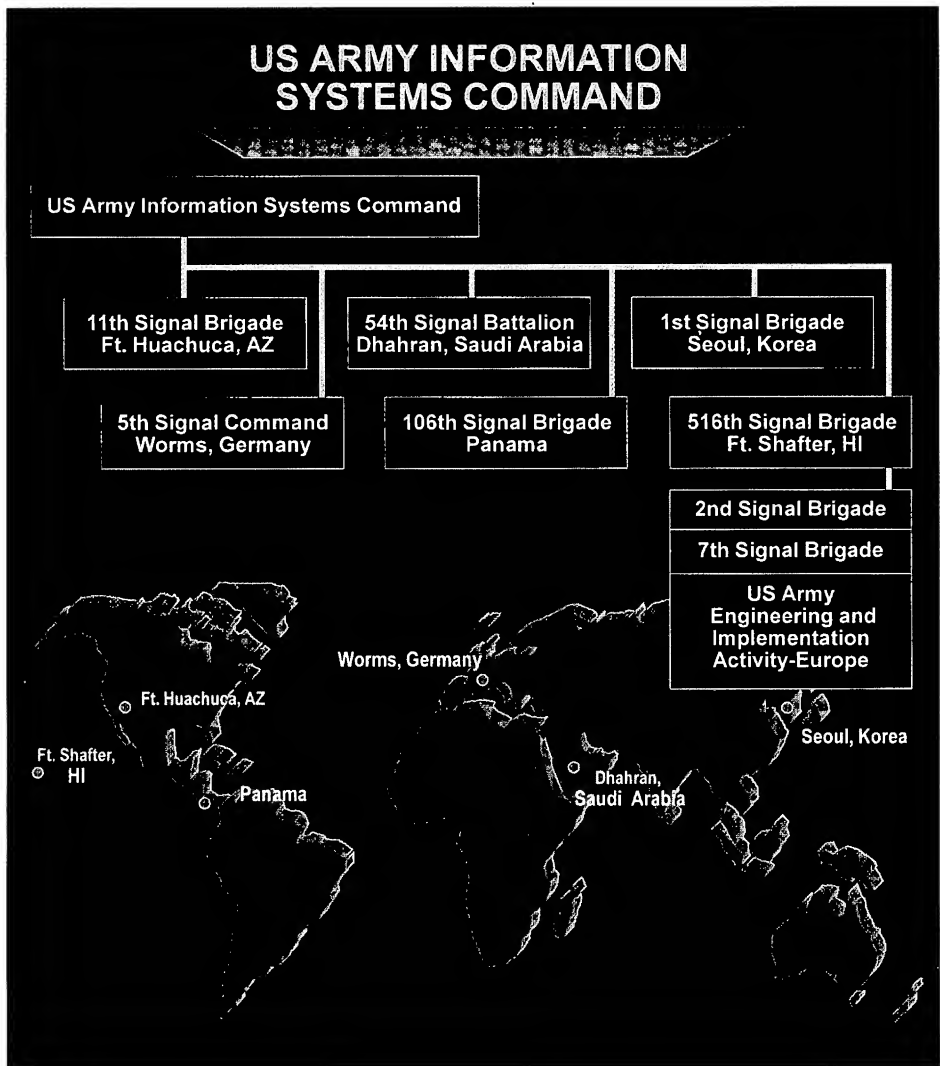 US ARMY INFORMATION
SYSTEMS COMMAND
US Army Information Systems Command
11th Signal Brigade
Ft. Huachuca, AZ
54th Signal Battalion
Dhahran, Saudi Arabia
1st Signal Brigade
Seoul, Korea
5th Signal Command
Worms, Germany
106th Signal Brigade
Panama
516th Signal Brigade
Ft. Shafter, HI
2nd Signal Brigade
7th Signal Brigade
US Army
Engineering and
Implementation
Activity-Europe
Worms, Germany
Ft. Huachuca, AZ
Seoul, Korea
Ft. Shafter,
HI
Panama
Dhahran,
Saudi Arabia